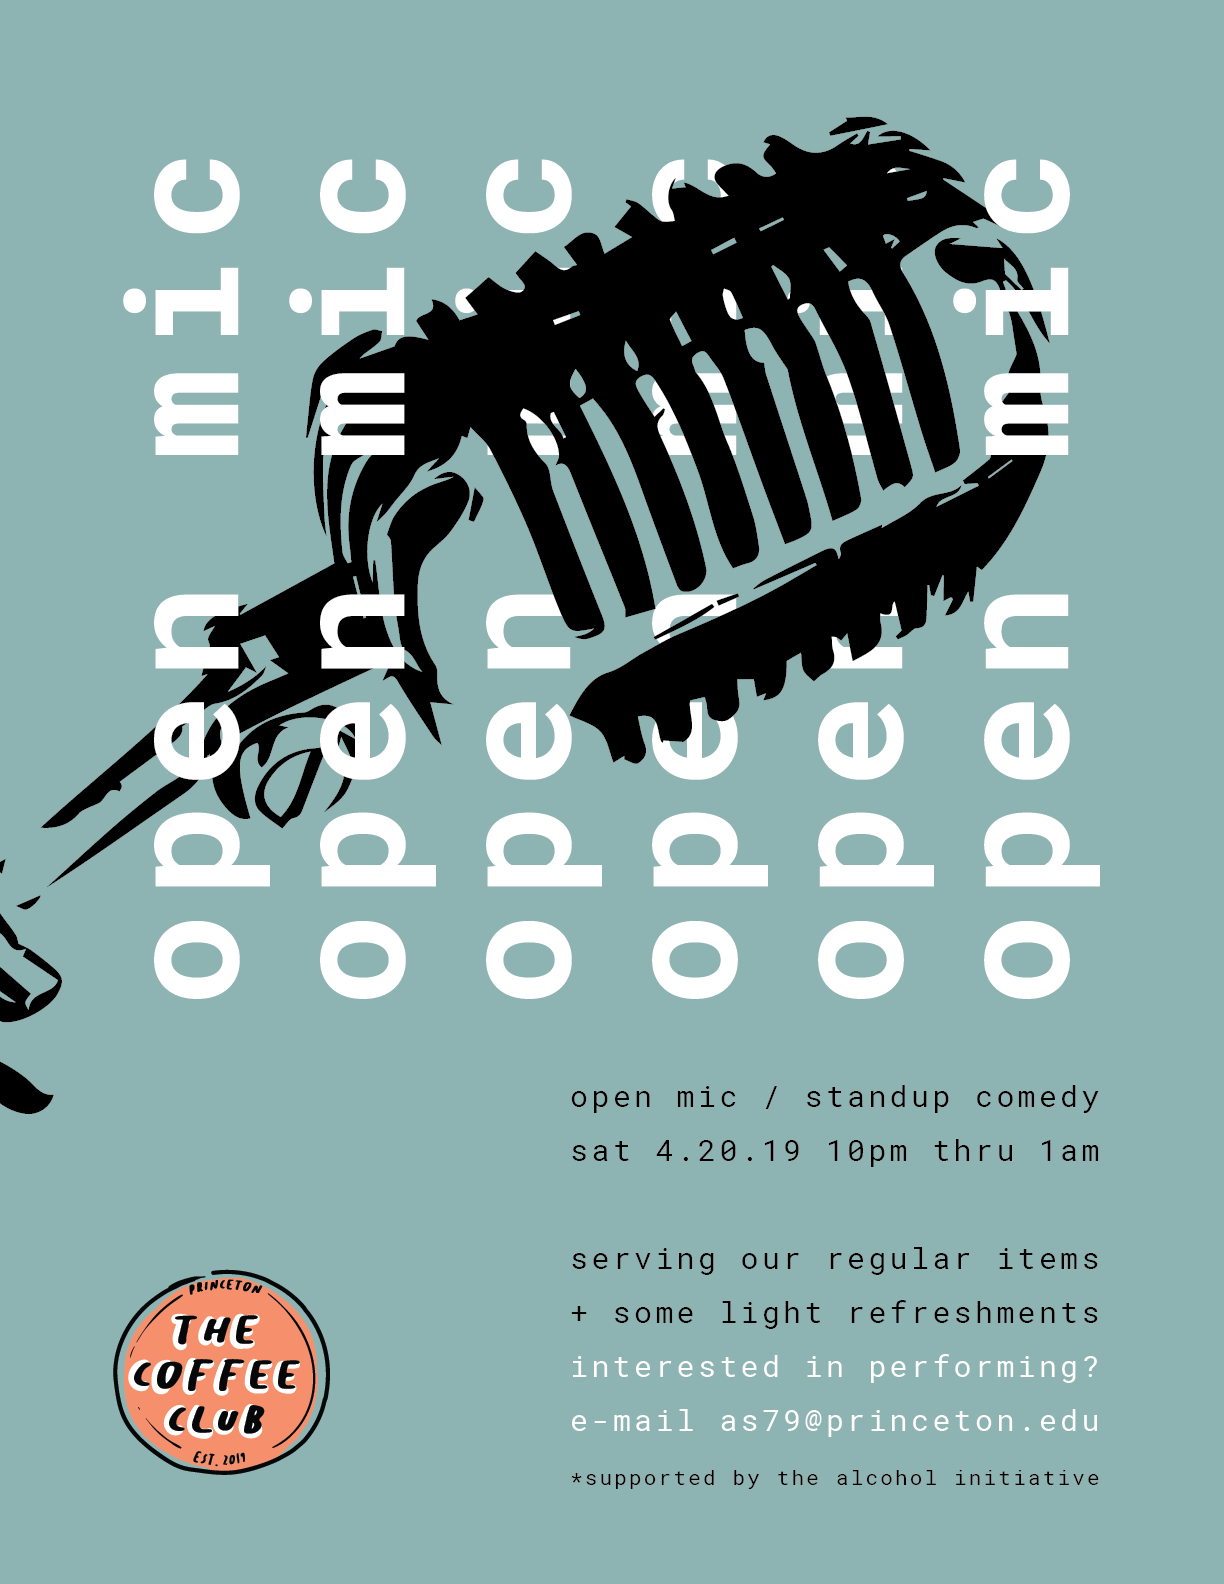 open mic
open mic
open mic
open mic
open mic
open mic
open mic / standup comedy
sat 4.20.19 10pm thru 1am
serving our regular items
+ some light refreshments
interested in performing?
e-mail as79@princeton.edu
*supported by the alcohol initiative
PRINCETON
THE
COFFEE
CLUB
EST. 2019